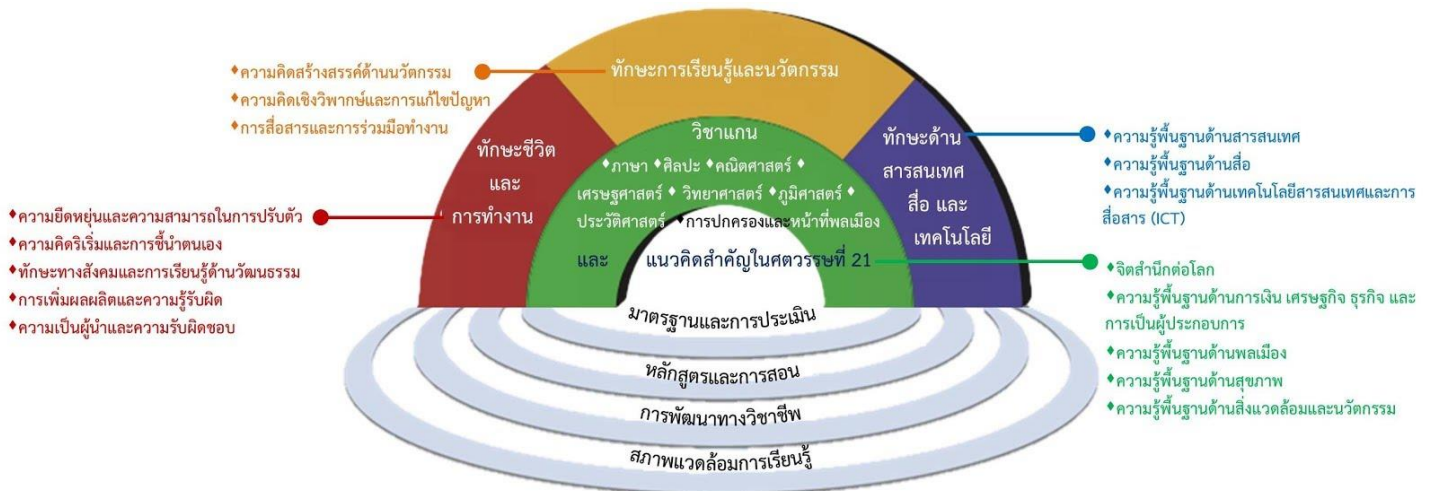 ทักษะการเรียนรู้และนวัตกรรม
♦ความคิดสร้างสรรค์ด้านนวัตกรรม
♦ความคิดเชิงวิพากษ์และการแก้ไขปัญหา
♦การสื่อสารและการร่วมมือทำงาน
ทักษะชีวิต
และ
การทำงาน
♦ความยืดหยุ่นและความสามารถในการปรับตัว
♦ความคิดริเริ่มและการชี้นำตนเอง
♦ทักษะทางสังคมและการเรียนรู้ด้านวัฒนธรรม
♦การเพิ่มผลผลิตและความรู้รับผิด
♦ความเป็นผู้นำและความรับผิดชอบ
วิชาแกน
♦ภาษา ♦ศิลปะ ♦คณิตศาสตร์ ♦
เศรษฐศาสตร์ ♦ วิทยาศาสตร์ ♦ภูมิศาสตร์ ♦
ประวัติศาสตร์ ♦การปกครองและหน้าที่พลเมือง
และ แนวคิดสำคัญในศตวรรษที่ 21
ทักษะด้าน
สารสนเทศ
สื่อ และ
เทคโนโลยี
♦ความรู้พื้นฐานด้านสารสนเทศ
♦ความรู้พื้นฐานด้านสื่อ
♦ความรู้พื้นฐานด้านเทคโนโลยีสารสนเทศและการ
สื่อสาร (ICT)
♦จิตสำนึกต่อโลก
♦ความรู้พื้นฐานด้านการเงิน เศรษฐกิจ ธุรกิจ และ
การเป็นผู้ประกอบการ
♦ความรู้พื้นฐานด้านพลเมือง
♦ความรู้พื้นฐานด้านสุขภาพ
♦ความรู้พื้นฐานด้านสิ่งแวดล้อมและนวัตกรรม
มาตรฐานและการประเมิน
หลักสูตรและการสอน
การพัฒนาทางวิชาชีพ
สภาพแวดล้อมการเรียนรู้